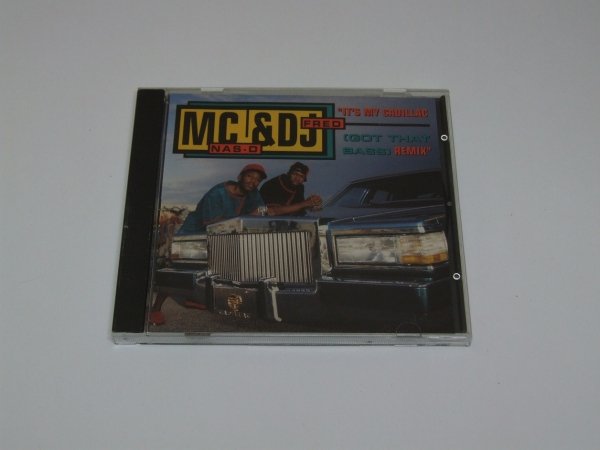 MC & DJ
NAS-D
FRED
"IT'S MY CADILLAC
(GOT THAT
BASS) REMIX"